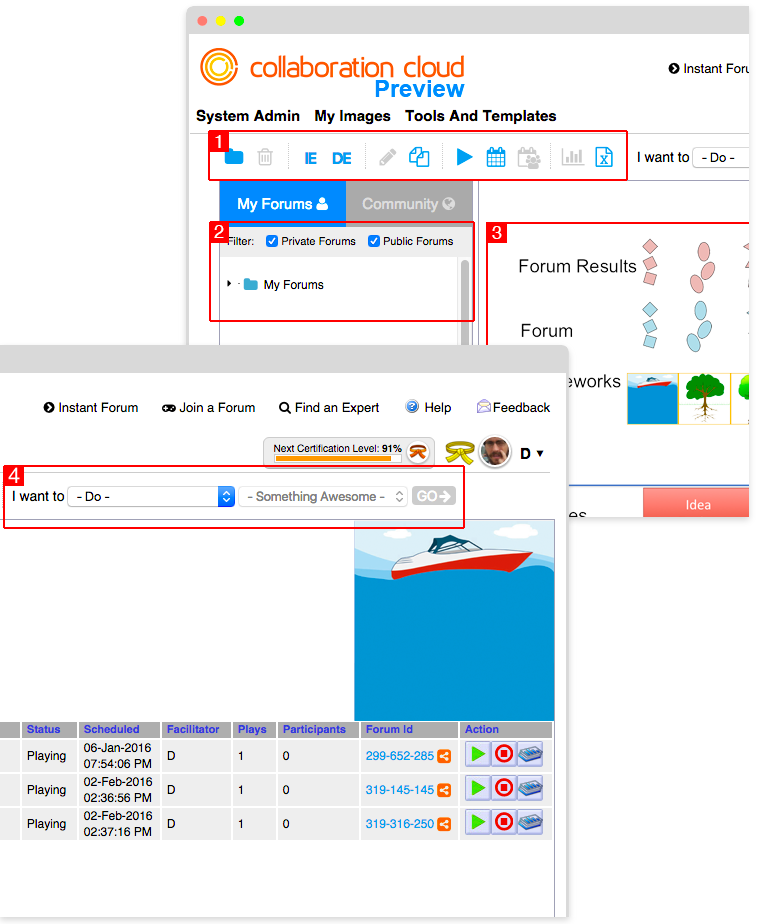 collaboration cloud
Preview
Instant Foru
System Admin My Images Tools And Templates
1
IE DE
I want to - Do -
My Forums Community
2
Filter: Private Forums Public Forums
My Forums
3
Forum Results
Forum
eworks
Idea
es
Instant Forum Join a Forum Find an Expert Help Feedback
Next Certification Level: 91%
D
4
I want to - Do - - Something Awesome - GO
Status Scheduled Facilitator Plays Participants Forum Id Action
Playing 06-Jan-2016 07:54:06 PM D 1 0 299-652-285
Playing 02-Feb-2016 02:36:56 PM D 1 0 319-145-145
Playing 02-Feb-2016 02:37:16 PM D 1 0 319-316-250